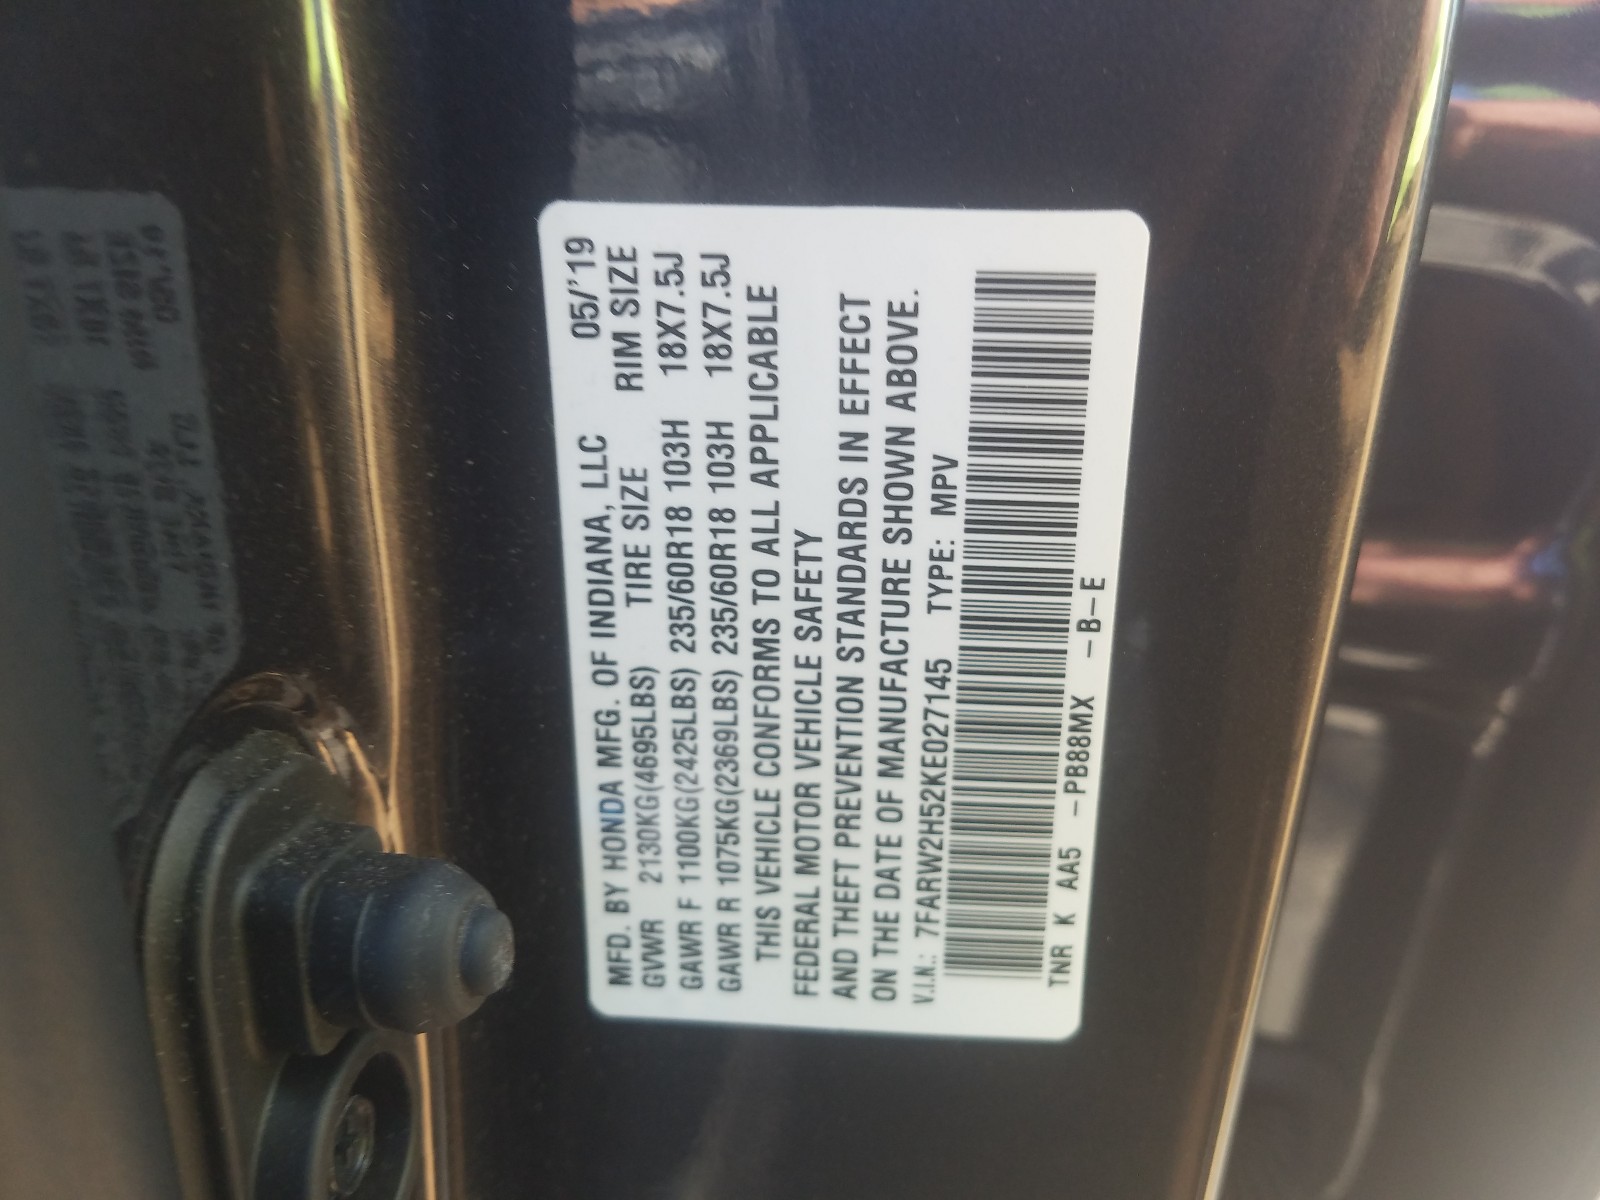 MFD. BY HONDA MFG. OF INDIANA, LLC 05/'19
GVWR 2130KG(4695LBS) TIRE SIZE RIM SIZE
GAWR F 1100KG(2425LBS) 235/60R18 103H 18X7.5J
GAWR R 1075KG(2369LBS) 235/60R18 103H 18X7.5J
THIS VEHICLE CONFORMS TO ALL APPLICABLE
FEDERAL MOTOR VEHICLE SAFETY
AND THEFT PREVENTION STANDARDS IN EFFECT
ON THE DATE OF MANUFACTURE SHOWN ABOVE.
V.I.N.: 7FARW2H52KE027145 TYPE: MPV
TNR K AA5 -PB88MX -B-E